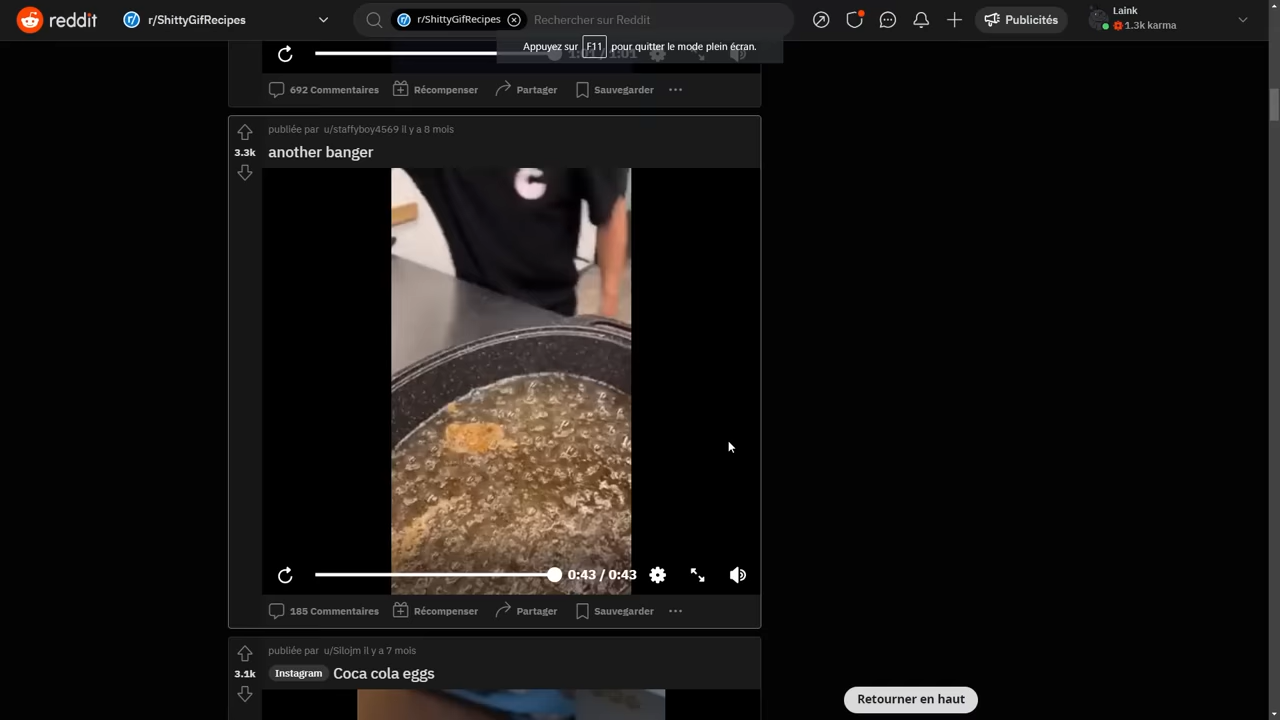 reddit
r/ShittyGifRecipes
r/ShittyGifRecipes
Rechercher sur Reddit
Publicités
Laink
1.3k karma
Appuyez sur F11 pour quitter le mode plein écran.
692 Commentaires
Récompenser
Partager
Sauvegarder
publiée par u/staffyboy4569 il y a 8 mois
3.3k
another banger
0:43 / 0:43
185 Commentaires
Récompenser
Partager
Sauvegarder
publiée par u/Silojm il y a 7 mois
3.1k
Instagram Coca cola eggs
Retourner en haut